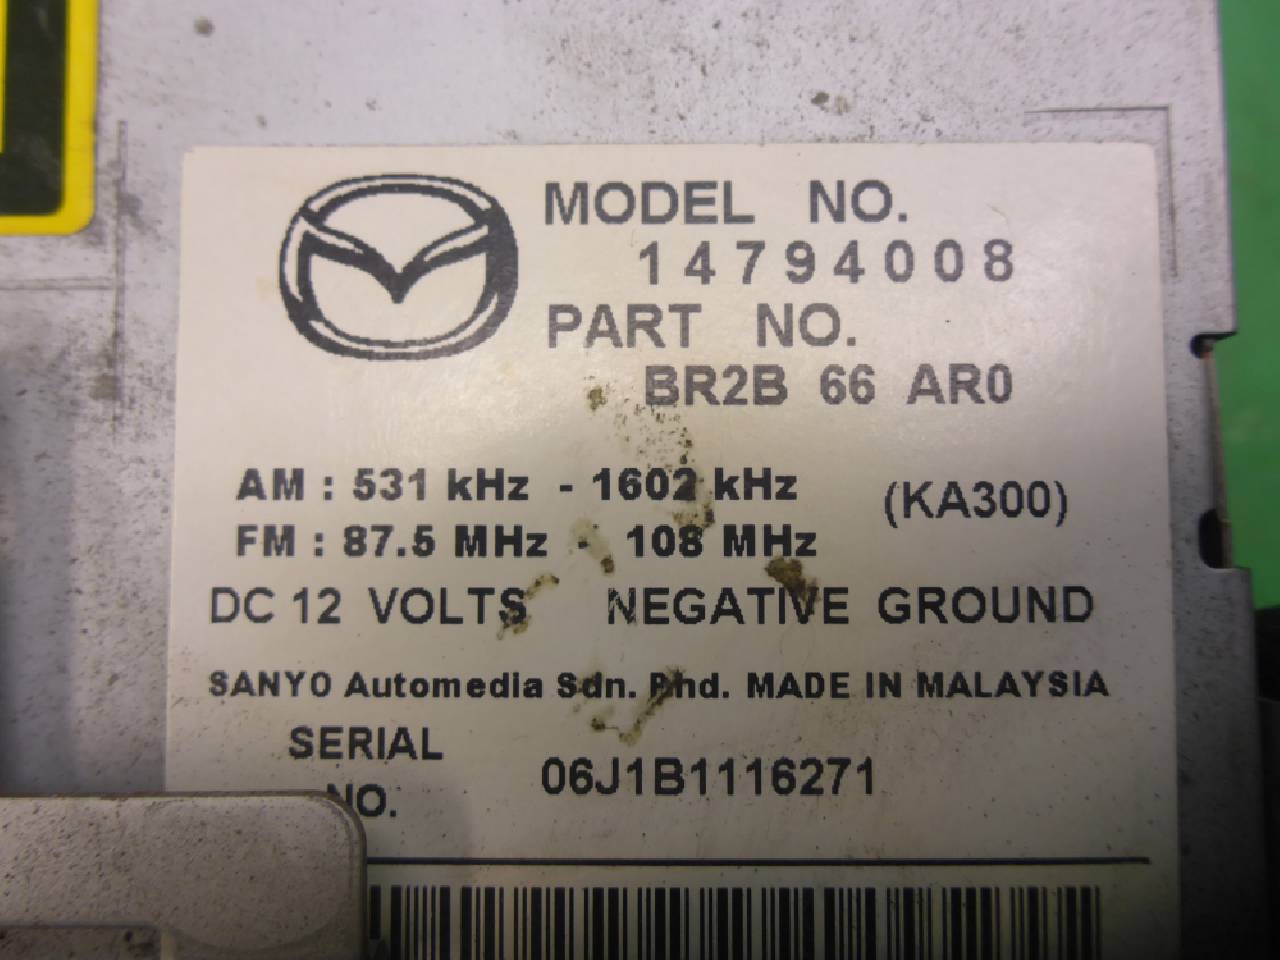 MODEL NO.
14794008
PART NO.
BR2B 66 AR0
AM : 531 kHz - 1602 kHz
(KA300)
FM : 87.5 MHz - 108 MHz
DC 12 VOLTS NEGATIVE GROUND
SANYO Automedia Sdn. Bhd. MADE IN MALAYSIA
SERIAL
NO.
06J1B1116271